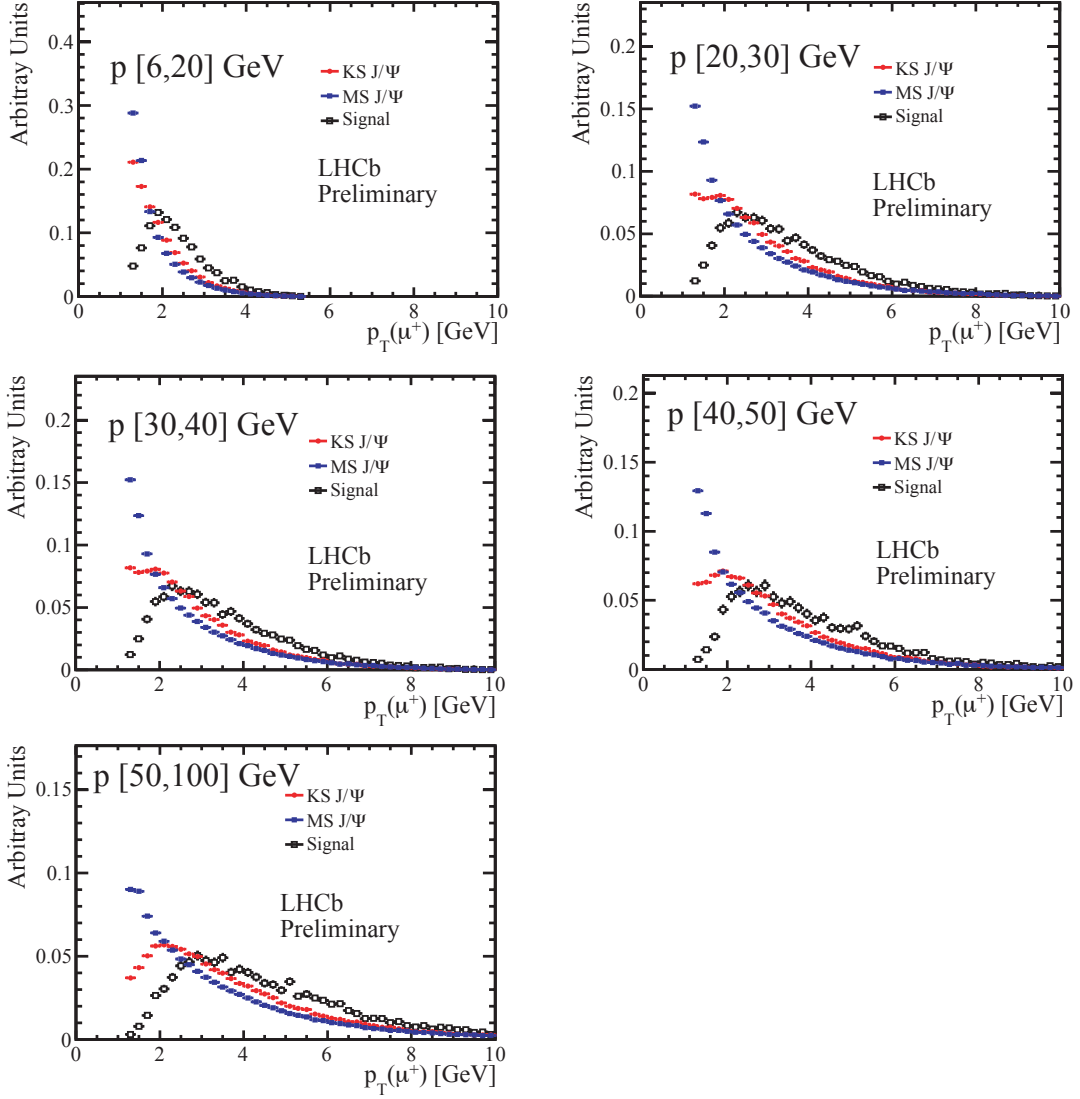 Arbitray Units
0.4
0.3
0.2
0.1
0
p [6,20] GeV
KS J/Ψ
MS J/Ψ
Signal
LHCb
Preliminary
0 2 4 6 8 10
p_T(μ⁺) [GeV]
Arbitray Units
0.2
0.15
0.1
0.05
0
p [20,30] GeV
KS J/Ψ
MS J/Ψ
Signal
LHCb
Preliminary
0 2 4 6 8 10
p_T(μ⁺) [GeV]
Arbitray Units
0.2
0.15
0.1
0.05
0
p [30,40] GeV
KS J/Ψ
MS J/Ψ
Signal
LHCb
Preliminary
0 2 4 6 8 10
p_T(μ⁺) [GeV]
Arbitray Units
0.2
0.15
0.1
0.05
0
p [40,50] GeV
KS J/Ψ
MS J/Ψ
Signal
LHCb
Preliminary
0 2 4 6 8 10
p_T(μ⁺) [GeV]
Arbitray Units
0.15
0.1
0.05
0
p [50,100] GeV
KS J/Ψ
MS J/Ψ
Signal
LHCb
Preliminary
0 2 4 6 8 10
p_T(μ⁺) [GeV]